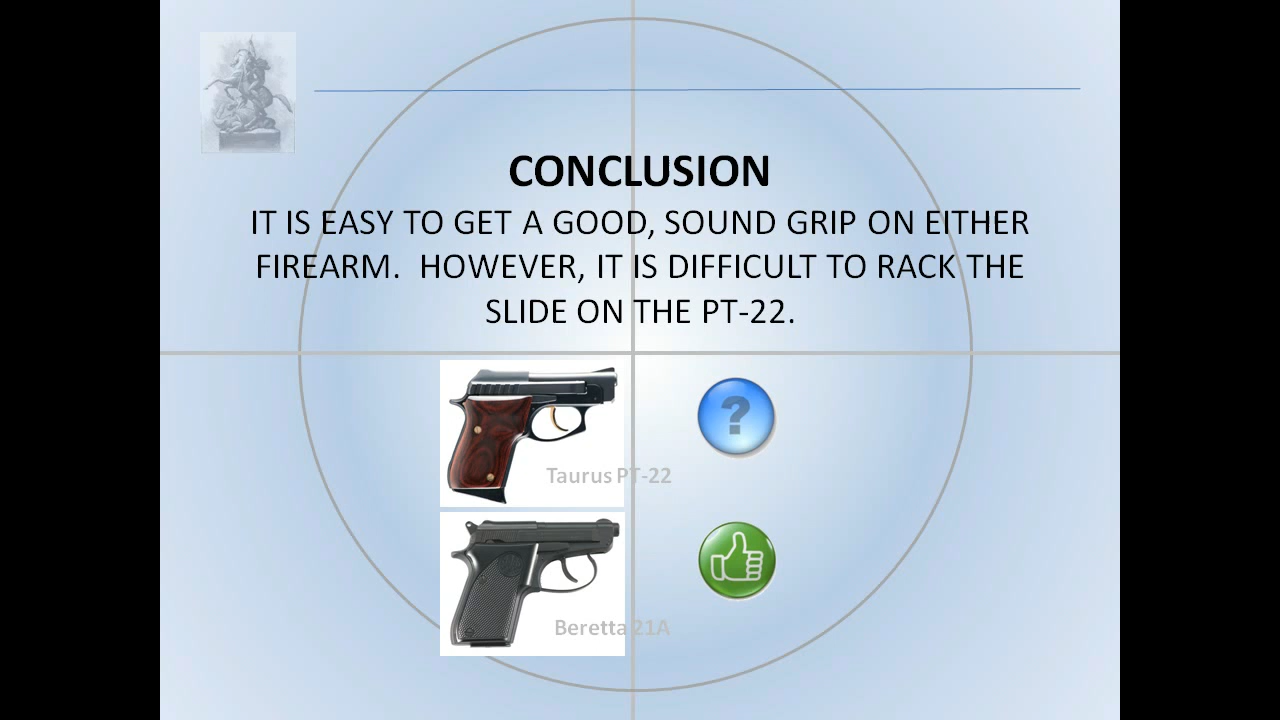 CONCLUSION
IT IS EASY TO GET A GOOD, SOUND GRIP ON EITHER
FIREARM.  HOWEVER, IT IS DIFFICULT TO RACK THE
SLIDE ON THE PT-22.
?
Taurus PT-22
Beretta 21A